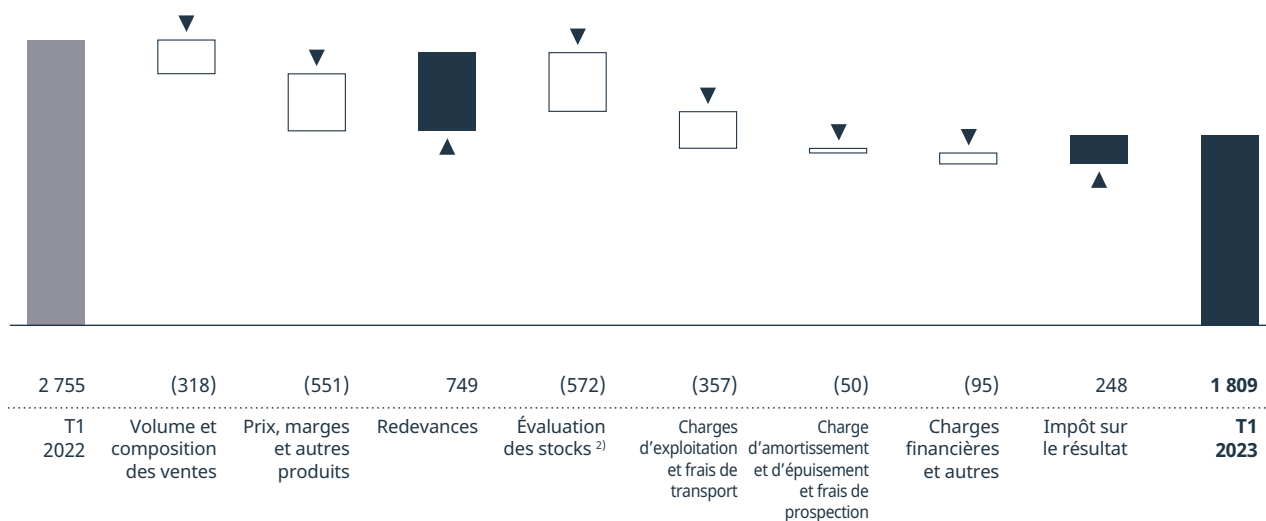 2 755 (318) (551) 749 (572) (357) (50) (95) 248 1 809
T1
2022
Volume et
composition
des ventes
Prix, marges
et autres
produits
Redevances
Évaluation
des stocks 2)
Charges
d’exploitation
et frais de
transport
Charge
d’amortissement
et d’épuisement
et frais de
prospection
Charges
financières
et autres
Impôt sur
le résultat
T1
2023